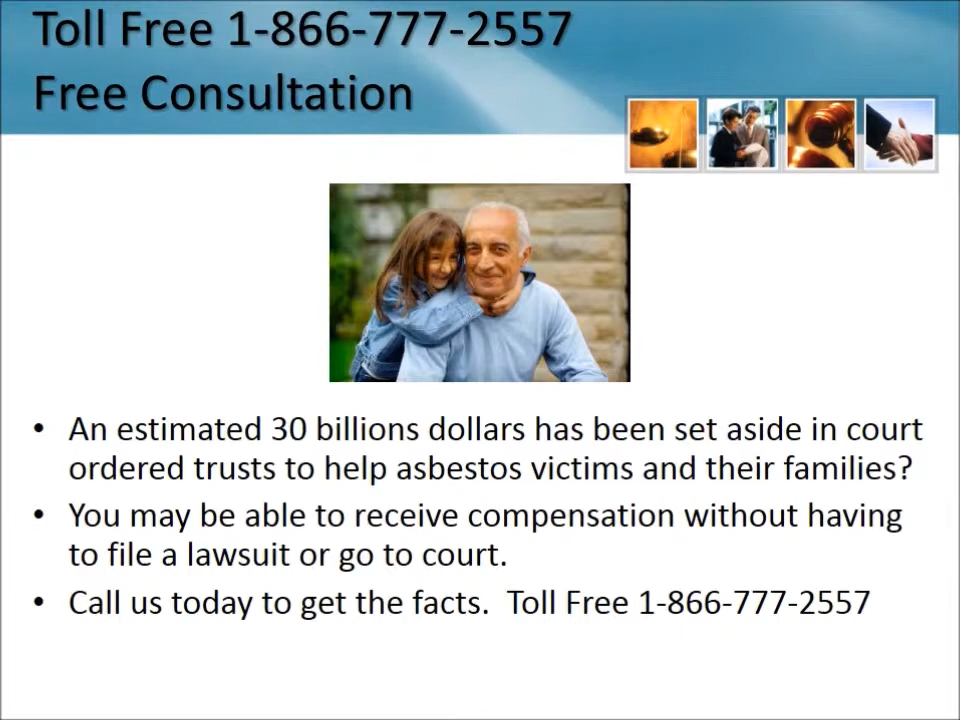 Toll Free 1-866-777-2557
Free Consultation
• An estimated 30 billions dollars has been set aside in court
ordered trusts to help asbestos victims and their families?
• You may be able to receive compensation without having
to file a lawsuit or go to court.
• Call us today to get the facts.  Toll Free 1-866-777-2557